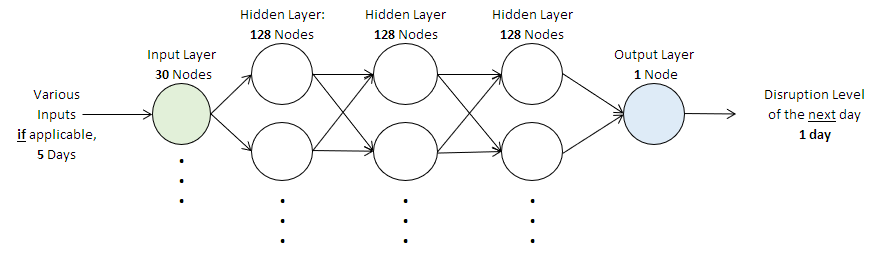 Various
Inputs
if applicable,
5 Days
Input Layer
30 Nodes
Hidden Layer:
128 Nodes
Hidden Layer
128 Nodes
Hidden Layer
128 Nodes
Output Layer
1 Node
Disruption Level
of the next day
1 day